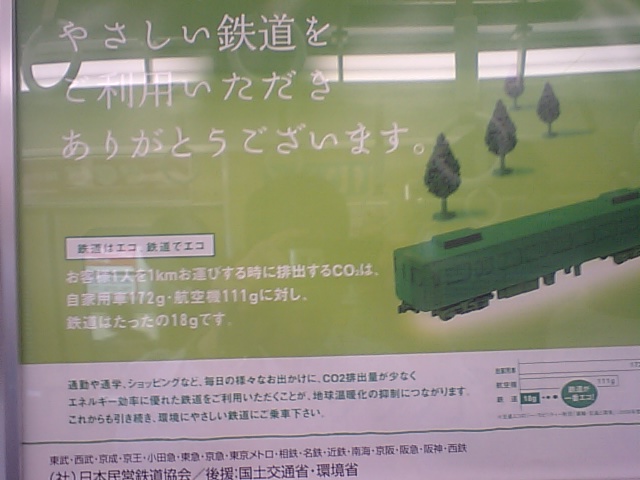 やさしい鉄道を
ご利用いただき
ありがとうございます。
鉄道はエコ、鉄道でエコ
お客様1人を1kmお運びする時に排出するCO₂は、
自家用車172g・航空機111gに対し、
鉄道はたったの18gです。
通勤や通学、ショッピングなど、毎日の様々なお出かけに、CO2排出量が少なく
エネルギー効率に優れた鉄道をご利用いただくことが、地球温暖化の抑制につながります。
これからも引き続き、環境にやさしい鉄道にご乗車下さい。
自家用車
航空機 111g
鉄道 18g
鉄道が
一番エコ!
東武・西武・京成・京王・小田急・東急・京急・東京メトロ・相鉄・名鉄・近鉄・南海・京阪・阪急・阪神・西鉄
(社)日本民営鉄道協会/後援:国土交通省・環境省